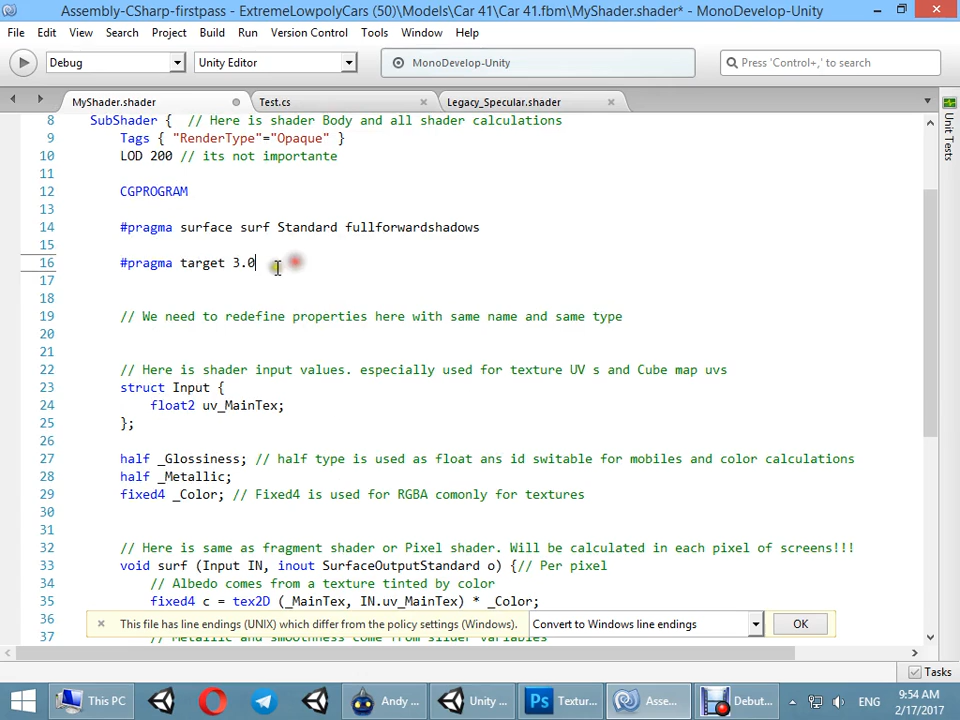 Assembly-CSharp-firstpass - ExtremeLowpolyCars (50)\Models\Car 41\Car 41.fbm\MyShader.shader* - MonoDevelop-Unity
File Edit View Search Project Build Run Version Control Tools Window Help
Debug Unity Editor MonoDevelop-Unity Press 'Control+,' to search
MyShader.shader Test.cs Legacy_Specular.shader
8 SubShader { // Here is shader Body and all shader calculations
9 Tags { "RenderType"="Opaque" }
10 LOD 200 // its not importante
11
12 CGPROGRAM
13
14 #pragma surface surf Standard fullforwardshadows
15
16 #pragma target 3.0
17
18
19 // We need to redefine properties here with same name and same type
20
21
22 // Here is shader input values. especially used for texture UV s and Cube map uvs
23 struct Input {
24 float2 uv_MainTex;
25 };
26
27 half _Glossiness; // half type is used as float ans id switable for mobiles and color calculations
28 half _Metallic;
29 fixed4 _Color; // Fixed4 is used for RGBA comonly for textures
30
31
32 // Here is same as fragment shader or Pixel shader. Will be calculated in each pixel of screens!!!
33 void surf (Input IN, inout SurfaceOutputStandard o) {// Per pixel
34 // Albedo comes from a texture tinted by color
35 fixed4 c = tex2D (_MainTex, IN.uv_MainTex) * _Color;
36
This file has line endings (UNIX) which differ from the policy settings (Windows). Convert to Windows line endings OK
37 // Metallic and smoothness come from slider variables
Unit Tests
Tasks
This PC Andy ... Unity ... Ps Textur... Asse... Debut... ENG
9:54 AM
2/17/2017